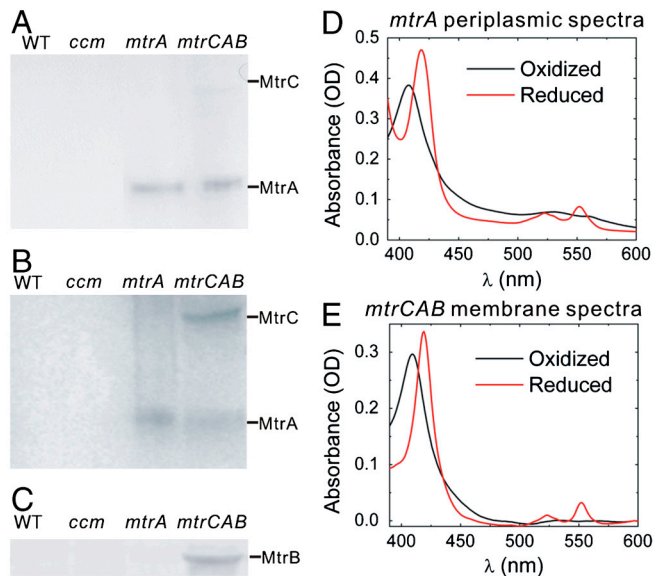 A
WT ccm mtrA mtrCAB
MtrC
MtrA
B
WT ccm mtrA mtrCAB
MtrC
MtrA
C
WT ccm mtrA mtrCAB
MtrB
D mtrA periplasmic spectra
Absorbance (OD)
0.5
0.4
0.3
0.2
0.1
0.0
Oxidized
Reduced
400 450 500 550 600
λ (nm)
E mtrCAB membrane spectra
Absorbance (OD)
0.3
0.2
0.1
0.0
Oxidized
Reduced
400 450 500 550 600
λ (nm)